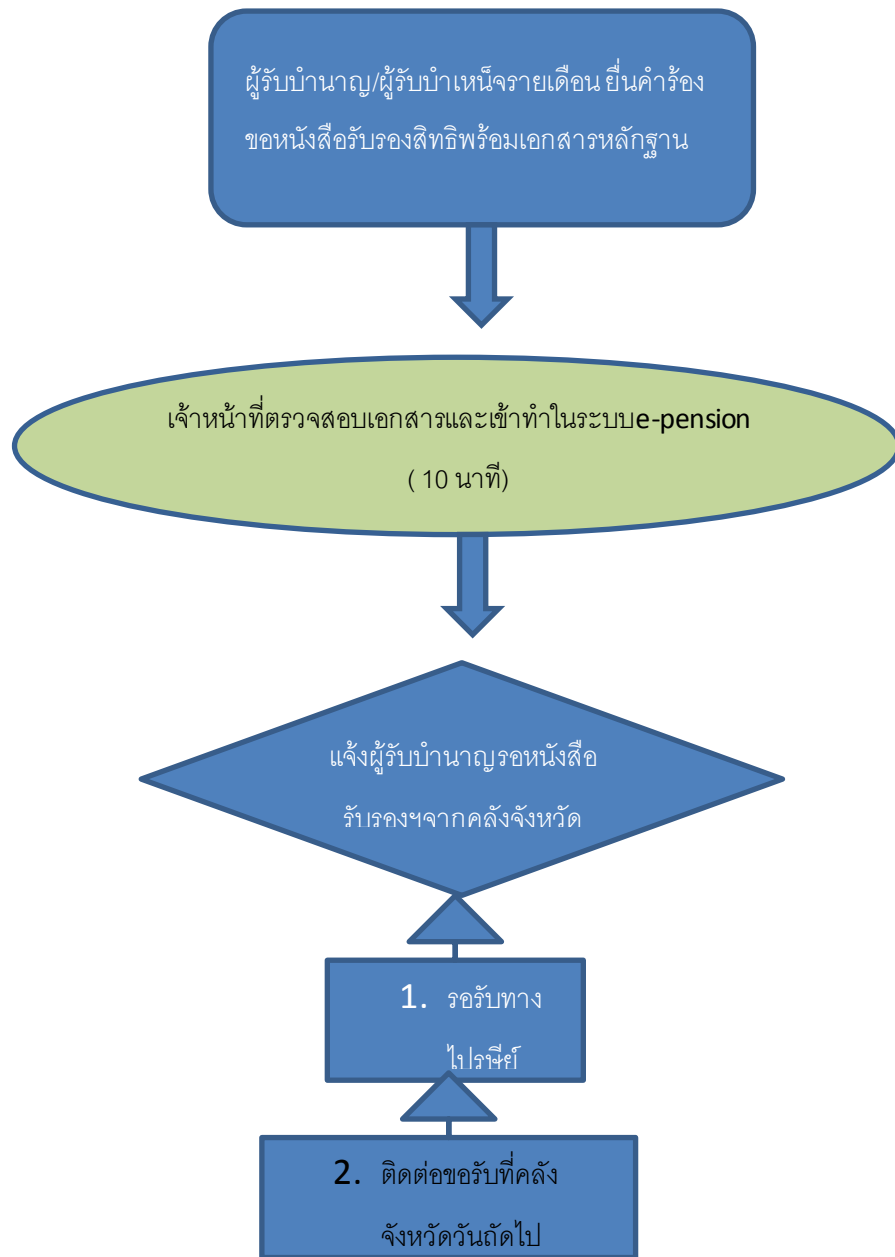 ผู้รับบำนาญ/ผู้รับบำเหน็จรายเดือน ยื่นคำร้อง
ขอหนังสือรับรองสิทธิพร้อมเอกสารหลักฐาน
เจ้าหน้าที่ตรวจสอบเอกสารและเข้าทำในระบบe-pension
( 10 นาที)
แจ้งผู้รับบำนาญรอหนังสือ
รับรองฯจากคลังจังหวัด
1. รอรับทาง
ไปรษีย์
2. ติดต่อขอรับที่คลัง
จังหวัดวันถัดไป